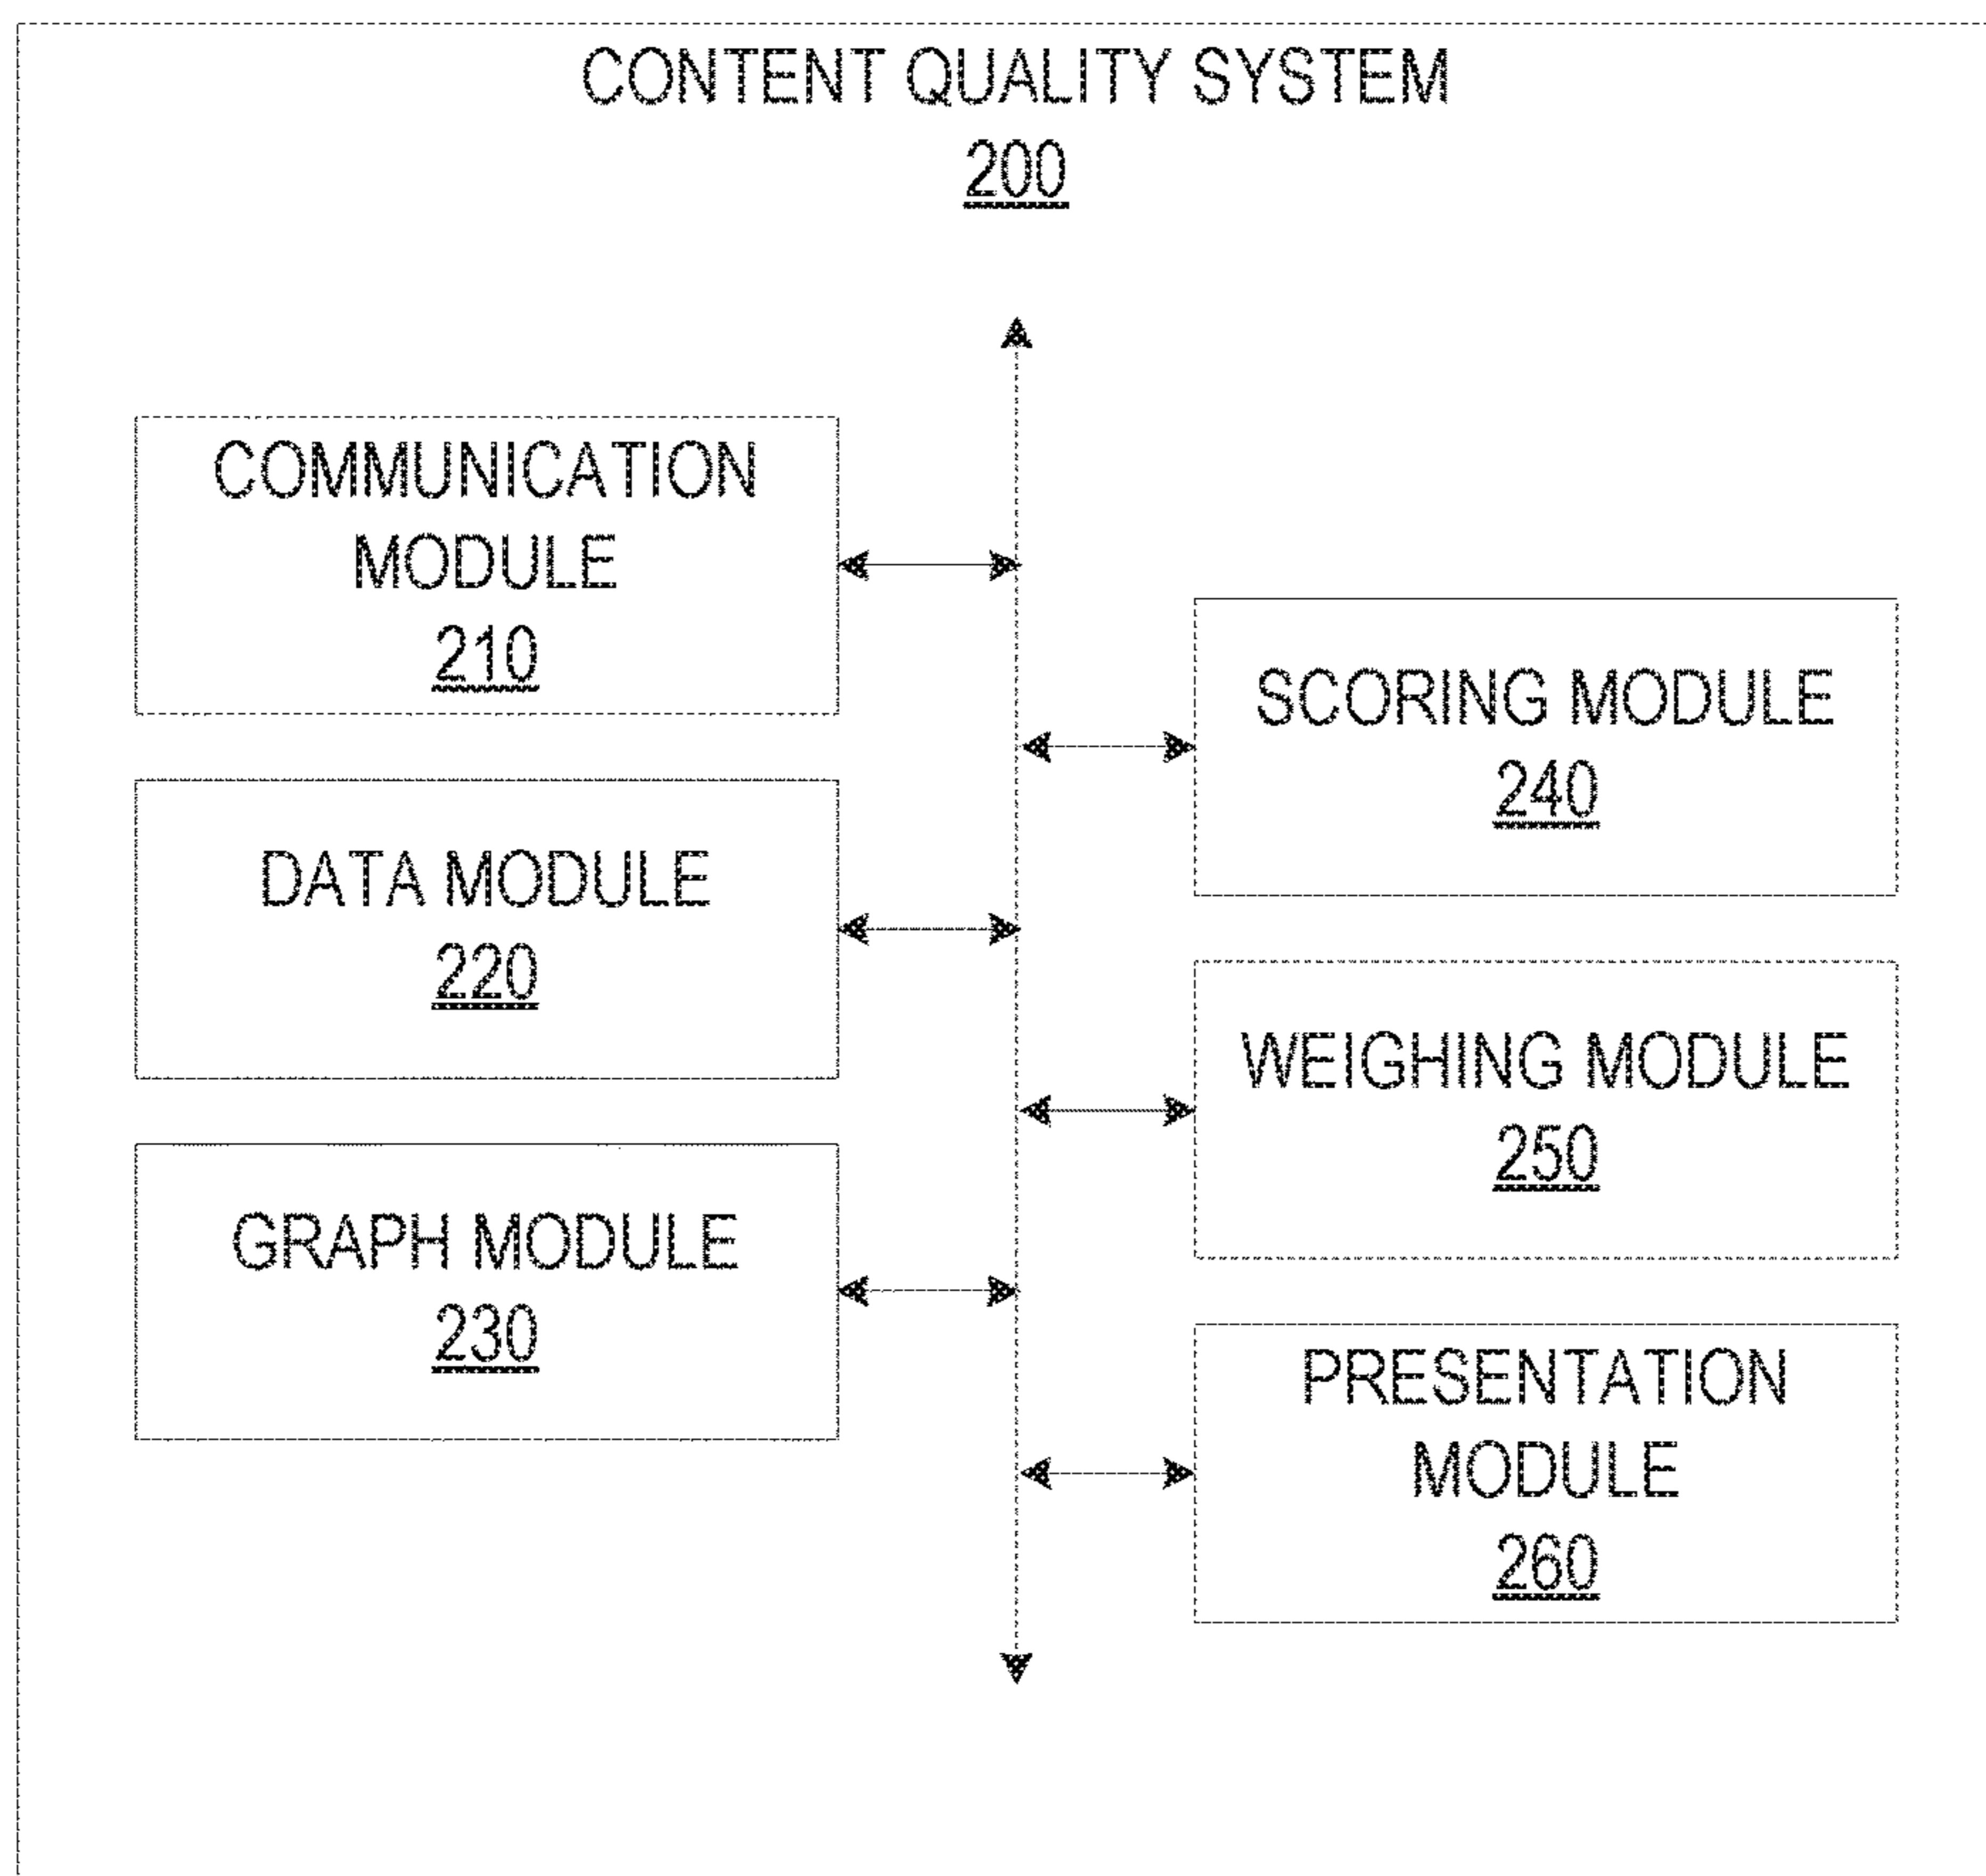 CONTENT QUALITY SYSTEM
200
COMMUNICATION
MODULE
210
DATA MODULE
220
GRAPH MODULE
230
SCORING MODULE
240
WEIGHING MODULE
250
PRESENTATION
MODULE
260